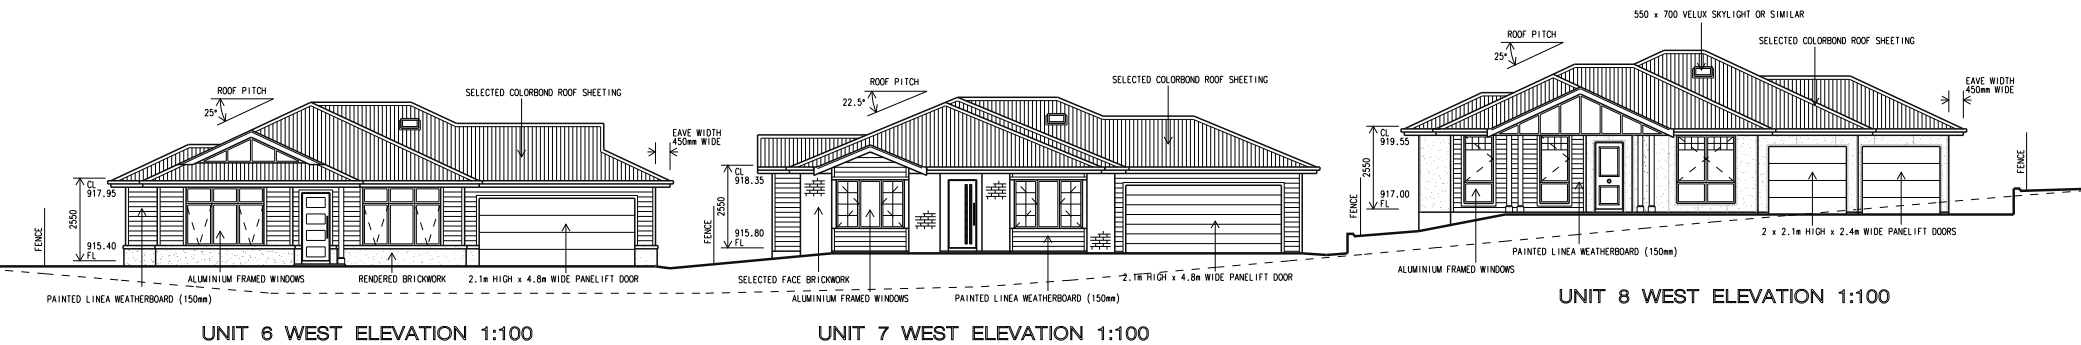 ROOF PITCH
25°
SELECTED COLORBOND ROOF SHEETING
EAVE WIDTH
450mm WIDE
CL
917.95
2550
915.40
FL
FENCE
ALUMINIUM FRAMED WINDOWS
RENDERED BRICKWORK
2.1m HIGH x 4.8m WIDE PANELIFT DOOR
PAINTED LINEA WEATHERBOARD (150mm)
UNIT 6 WEST ELEVATION 1:100
ROOF PITCH
22.5°
SELECTED COLORBOND ROOF SHEETING
CL
918.35
2550
915.80
FL
FENCE
SELECTED FACE BRICKWORK
2.1m HIGH x 4.8m WIDE PANELIFT DOOR
ALUMINIUM FRAMED WINDOWS
PAINTED LINEA WEATHERBOARD (150mm)
UNIT 7 WEST ELEVATION 1:100
550 x 700 VELUX SKYLIGHT OR SIMILAR
ROOF PITCH
25°
SELECTED COLORBOND ROOF SHEETING
EAVE WIDTH
450mm WIDE
CL
919.55
2550
917.00
FL
FENCE
FENCE
2 x 2.1m HIGH x 2.4m WIDE PANELIFT DOORS
PAINTED LINEA WEATHERBOARD (150mm)
ALUMINIUM FRAMED WINDOWS
UNIT 8 WEST ELEVATION 1:100